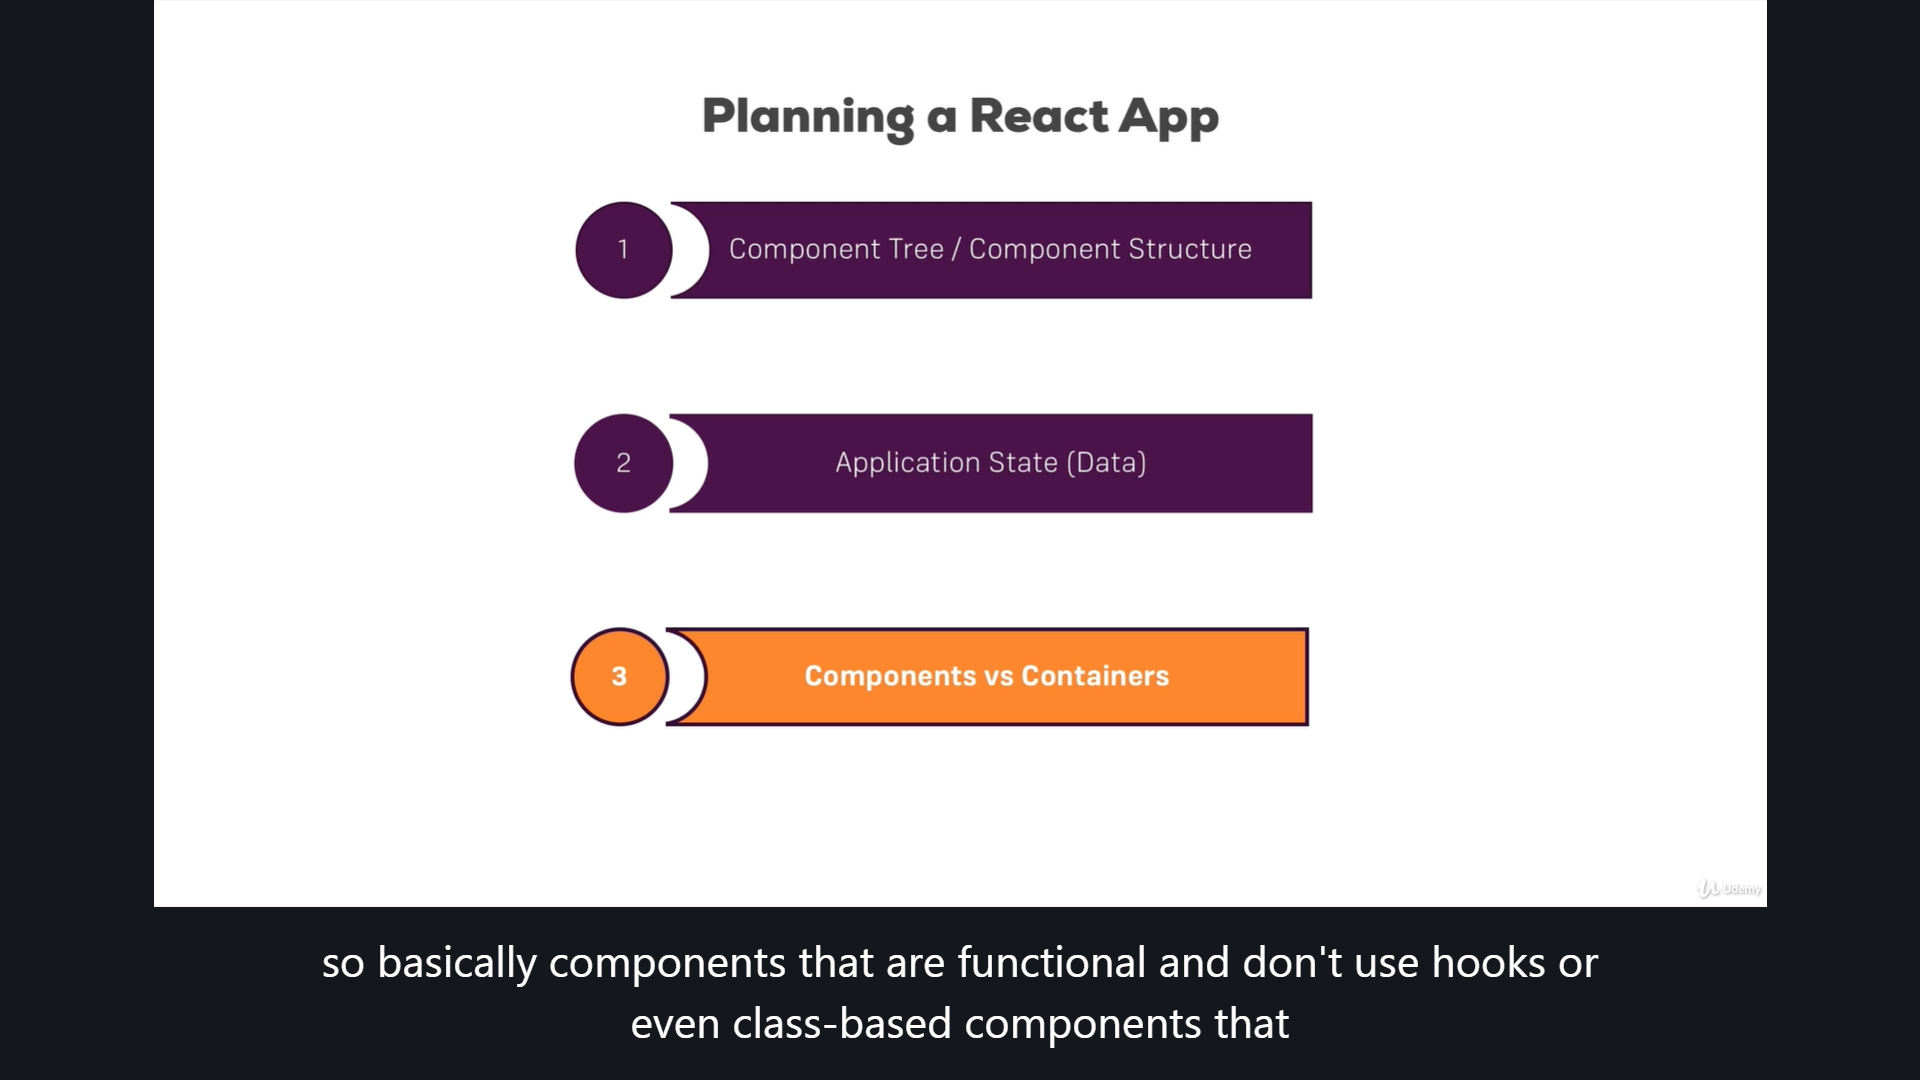 Planning a React App
1
Component Tree / Component Structure
2
Application State (Data)
3
Components vs Containers
Udemy
so basically components that are functional and don't use hooks or
even class-based components that